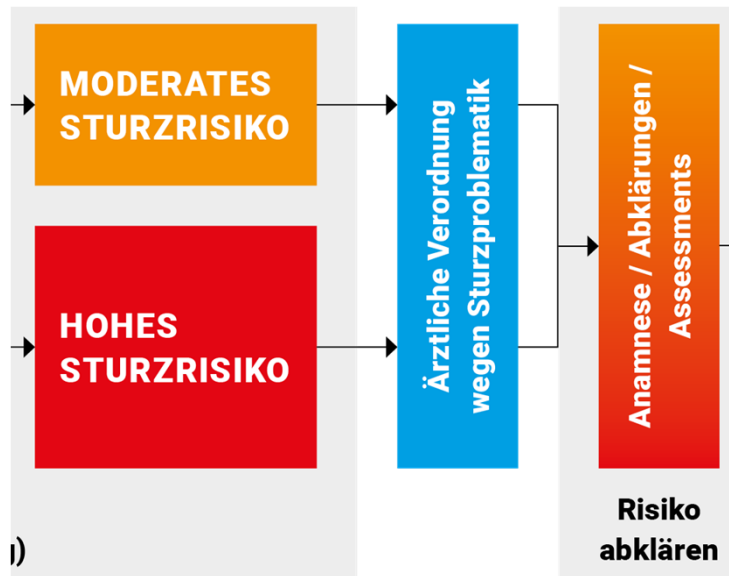 MODERATES
STURZRISIKO
HOHES
STURZRISIKO
Ärztliche Verordnung
wegen Sturzproblematik
Anamnese / Abklärungen /
Assessments
Risiko
abklären
)